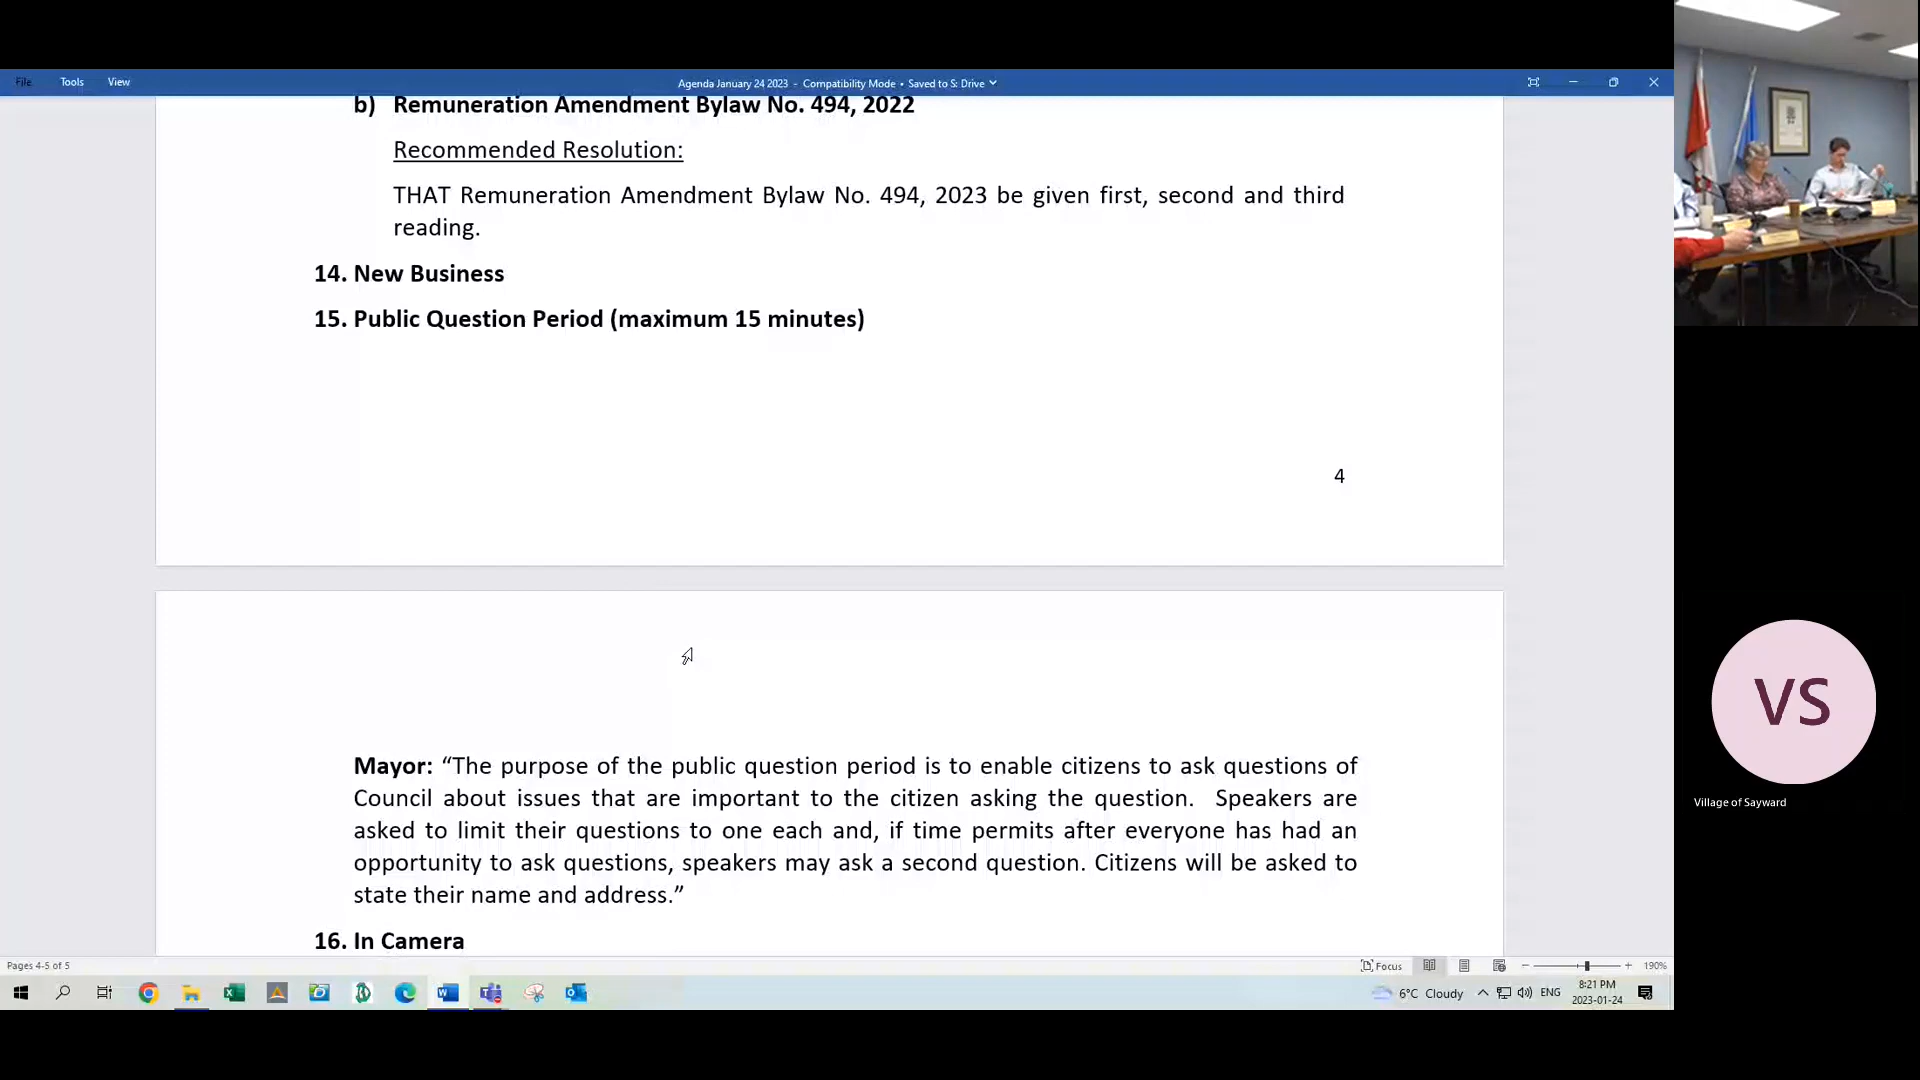 File Tools View
Agenda January 24 2023 - Compatibility Mode • Saved to S: Drive
b) Remuneration Amendment Bylaw No. 494, 2022
Recommended Resolution:
THAT Remuneration Amendment Bylaw No. 494, 2023 be given first, second and third
reading.
14. New Business
15. Public Question Period (maximum 15 minutes)
4
Mayor: “The purpose of the public question period is to enable citizens to ask questions of
Council about issues that are important to the citizen asking the question. Speakers are
asked to limit their questions to one each and, if time permits after everyone has had an
opportunity to ask questions, speakers may ask a second question. Citizens will be asked to
state their name and address.”
16. In Camera
VS
Village of Sayward
Pages 4-5 of 5
Focus
190%
6°C Cloudy
ENG
8:21 PM
2023-01-24